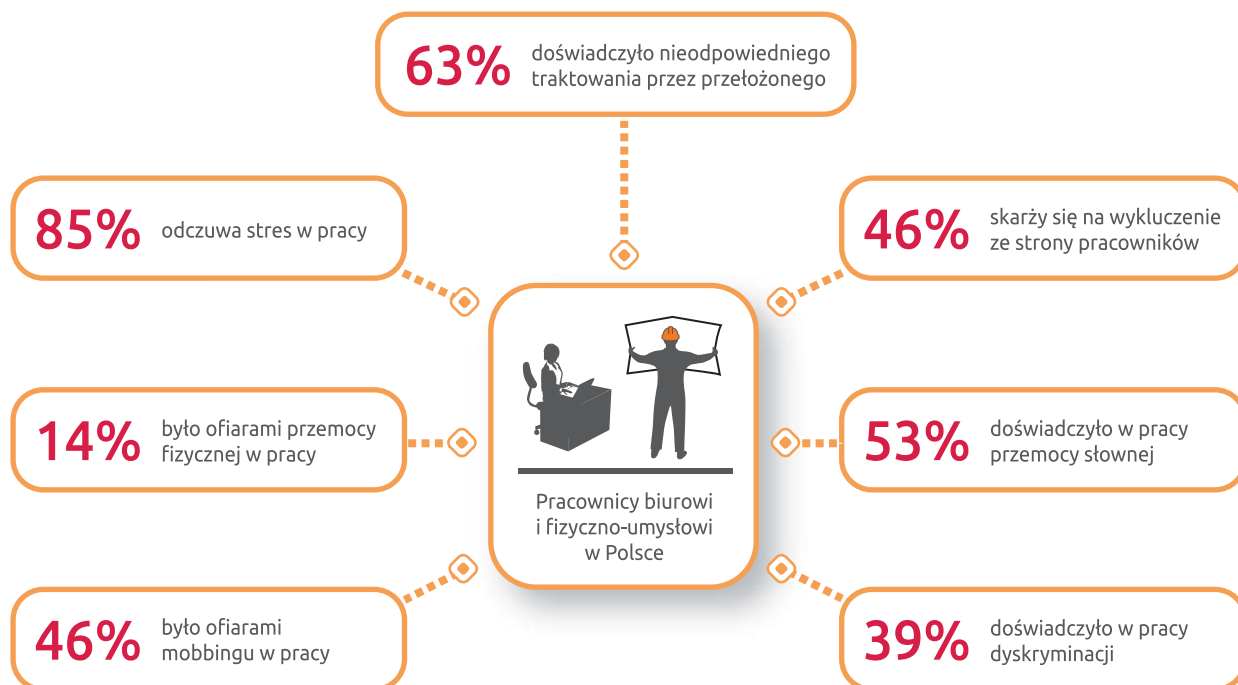 63%
doświadczyło nieodpowiedniego
traktowania przez przełożonego
85%
odczuwa stres w pracy
46%
skarży się na wykluczenie
ze strony pracowników
14%
było ofiarami przemocy
fizycznej w pracy
53%
doświadczyło w pracy
przemocy słownej
Pracownicy biurowi
i fizyczno-umysłowi
w Polsce
46%
było ofiarami
mobbingu w pracy
39%
doświadczyło w pracy
dyskryminacji